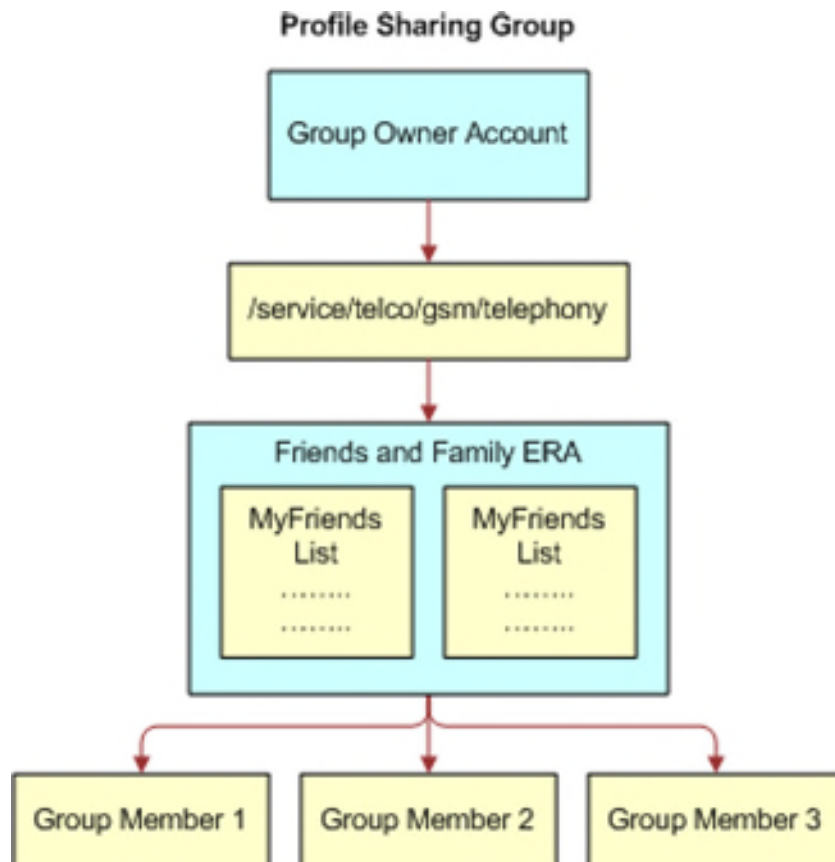 Profile Sharing Group
Group Owner Account
/service/telco/gsm/telephony
Friends and Family ERA
MyFriends
List
........
........
MyFriends
List
........
........
Group Member 1
Group Member 2
Group Member 3